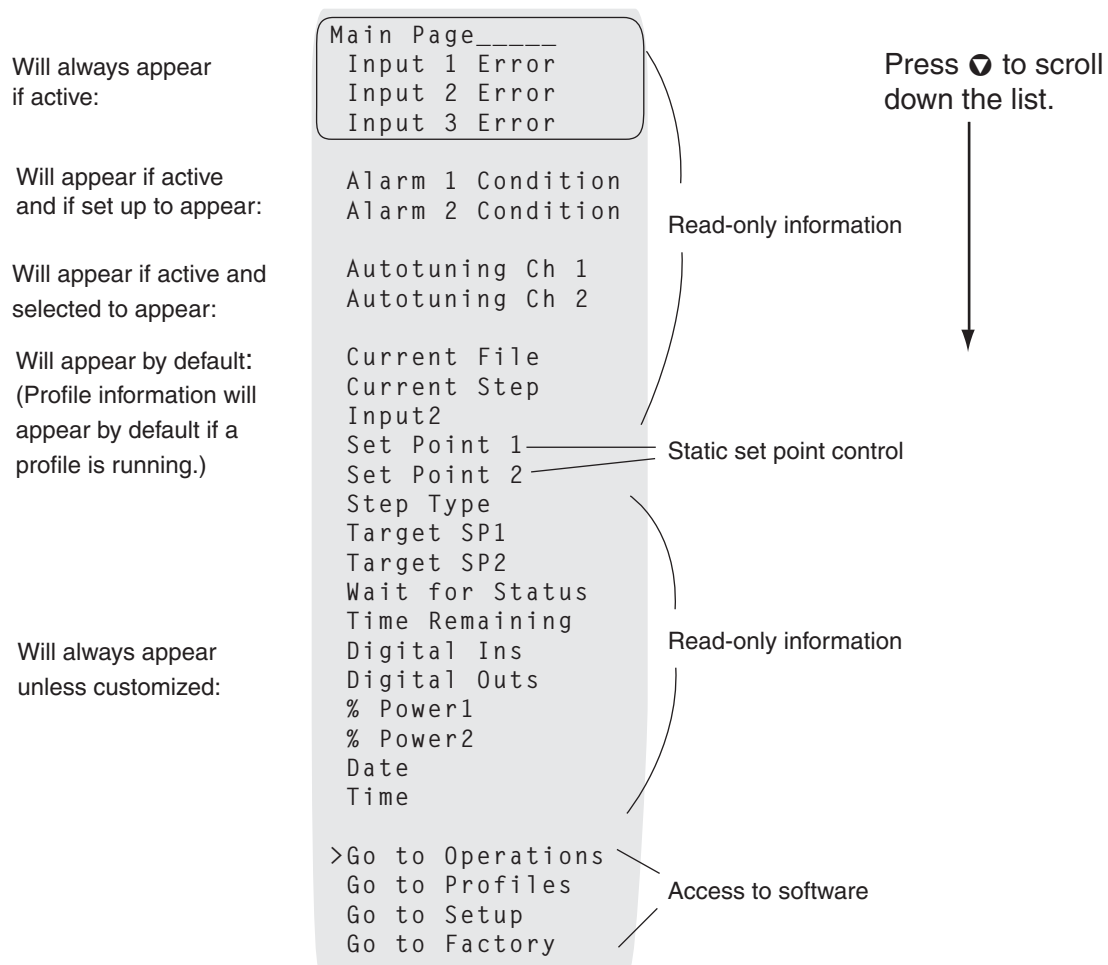 Will always appear
if active:
Will appear if active
and if set up to appear:
Will appear if active and
selected to appear:
Will appear by default:
(Profile information will
appear by default if a
profile is running.)
Will always appear
unless customized:
Main Page_____
Input 1 Error
Input 2 Error
Input 3 Error
Alarm 1 Condition
Alarm 2 Condition
Autotuning Ch 1
Autotuning Ch 2
Current File
Current Step
Input2
Set Point 1
Set Point 2
Step Type
Target SP1
Target SP2
Wait for Status
Time Remaining
Digital Ins
Digital Outs
% Power1
% Power2
Date
Time
>Go to Operations
Go to Profiles
Go to Setup
Go to Factory
Read-only information
Static set point control
Read-only information
Access to software
Press to scroll
down the list.